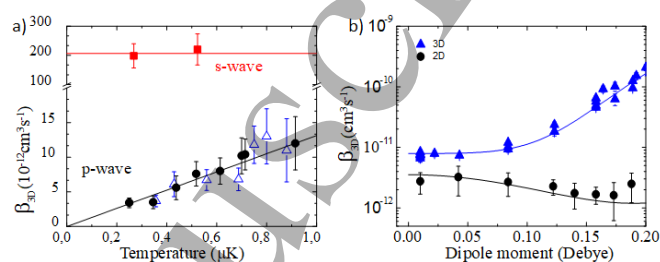 a)
300
200
100
s-wave
15
10
5
0
p-wave
β3D (10⁻¹²cm³s⁻¹)
0,0 0,2 0,4 0,6 0,8 1,0
Temperature (μK)
b)
10⁻⁹
10⁻¹⁰
10⁻¹¹
10⁻¹²
3D
2D
β3D (cm³s⁻¹)
0.00 0.05 0.10 0.15 0.20
Dipole moment (Debye)